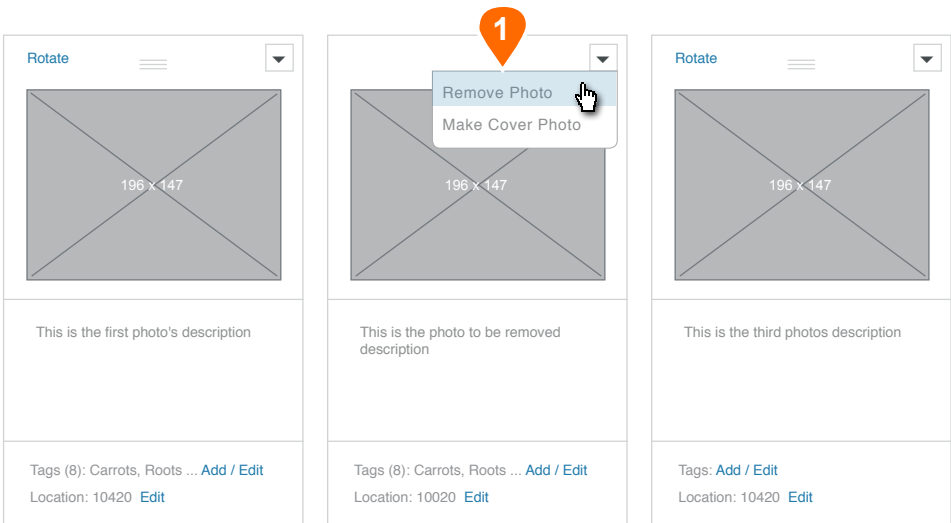 1
Rotate
Remove Photo
Make Cover Photo
Rotate
196 x 147
196 x 147
196 x 147
This is the first photo's description
This is the photo to be removed
description
This is the third photos description
Tags (8): Carrots, Roots ... Add / Edit
Location: 10420 Edit
Tags (8): Carrots, Roots ... Add / Edit
Location: 10020 Edit
Tags: Add / Edit
Location: 10420 Edit